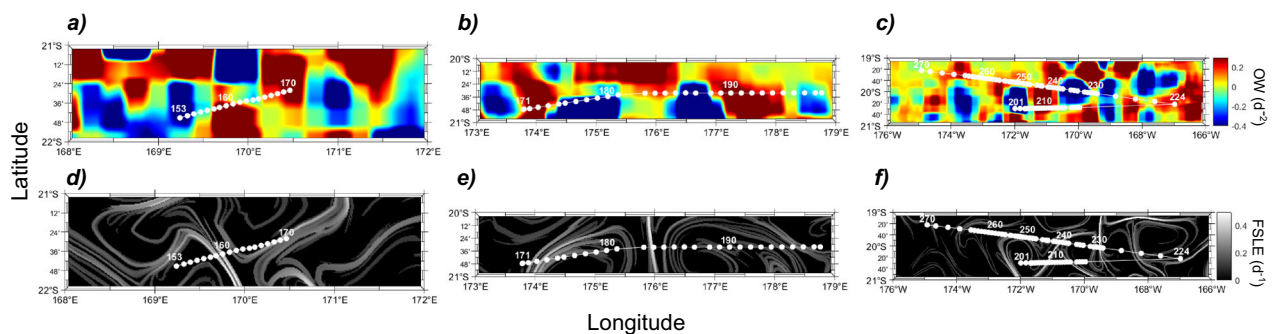 a)
b)
c)
Latitude
21°S
12'
24'
36'
48'
22°S
168°E
169°E
170°E
171°E
172°E
153
160
170
20°S
12'
24'
36'
48'
21°S
173°E
174°E
175°E
176°E
177°E
178°E
179°E
171
180
190
19°S
20'
40'
20°S
20'
40'
21°S
176°W
174°W
172°W
170°W
168°W
166°W
270
260
250
240
230
224
201
210
0.2
0
-0.2
-0.4
OW (d⁻²)
d)
e)
f)
21°S
12'
24'
36'
48'
22°S
168°E
169°E
170°E
171°E
172°E
153
160
170
20°S
12'
24'
36'
48'
21°S
173°E
174°E
175°E
176°E
177°E
178°E
179°E
171
180
190
19°S
20'
40'
20°S
20'
40'
21°S
176°W
174°W
172°W
170°W
168°W
166°W
270
260
250
240
230
224
201
210
0.4
0.2
0
FSLE (d⁻¹)
Longitude